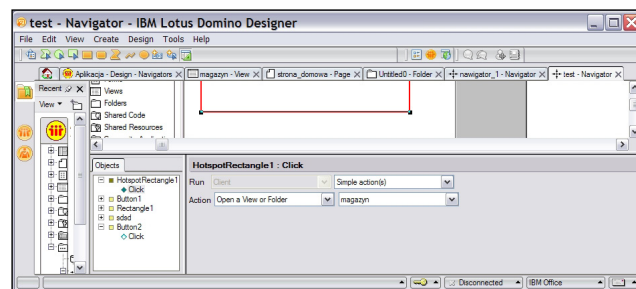 test - Navigator - IBM Lotus Domino Designer
File Edit View Create Design Tools Help
Aplikacja - Design - Navigators
magazyn - View
strona_domowa - Page
Untitled0 - Folder
nawigator_1 - Navigator
test - Navigator
Recent
View
Views
Folders
Shared Code
Shared Resources
Objects
HotspotRectangle1
Click
Button1
Rectangle1
sdsd
Button2
Click
HotspotRectangle1 : Click
Run Client Simple action(s)
Action Open a View or Folder magazyn
Disconnected IBM Office